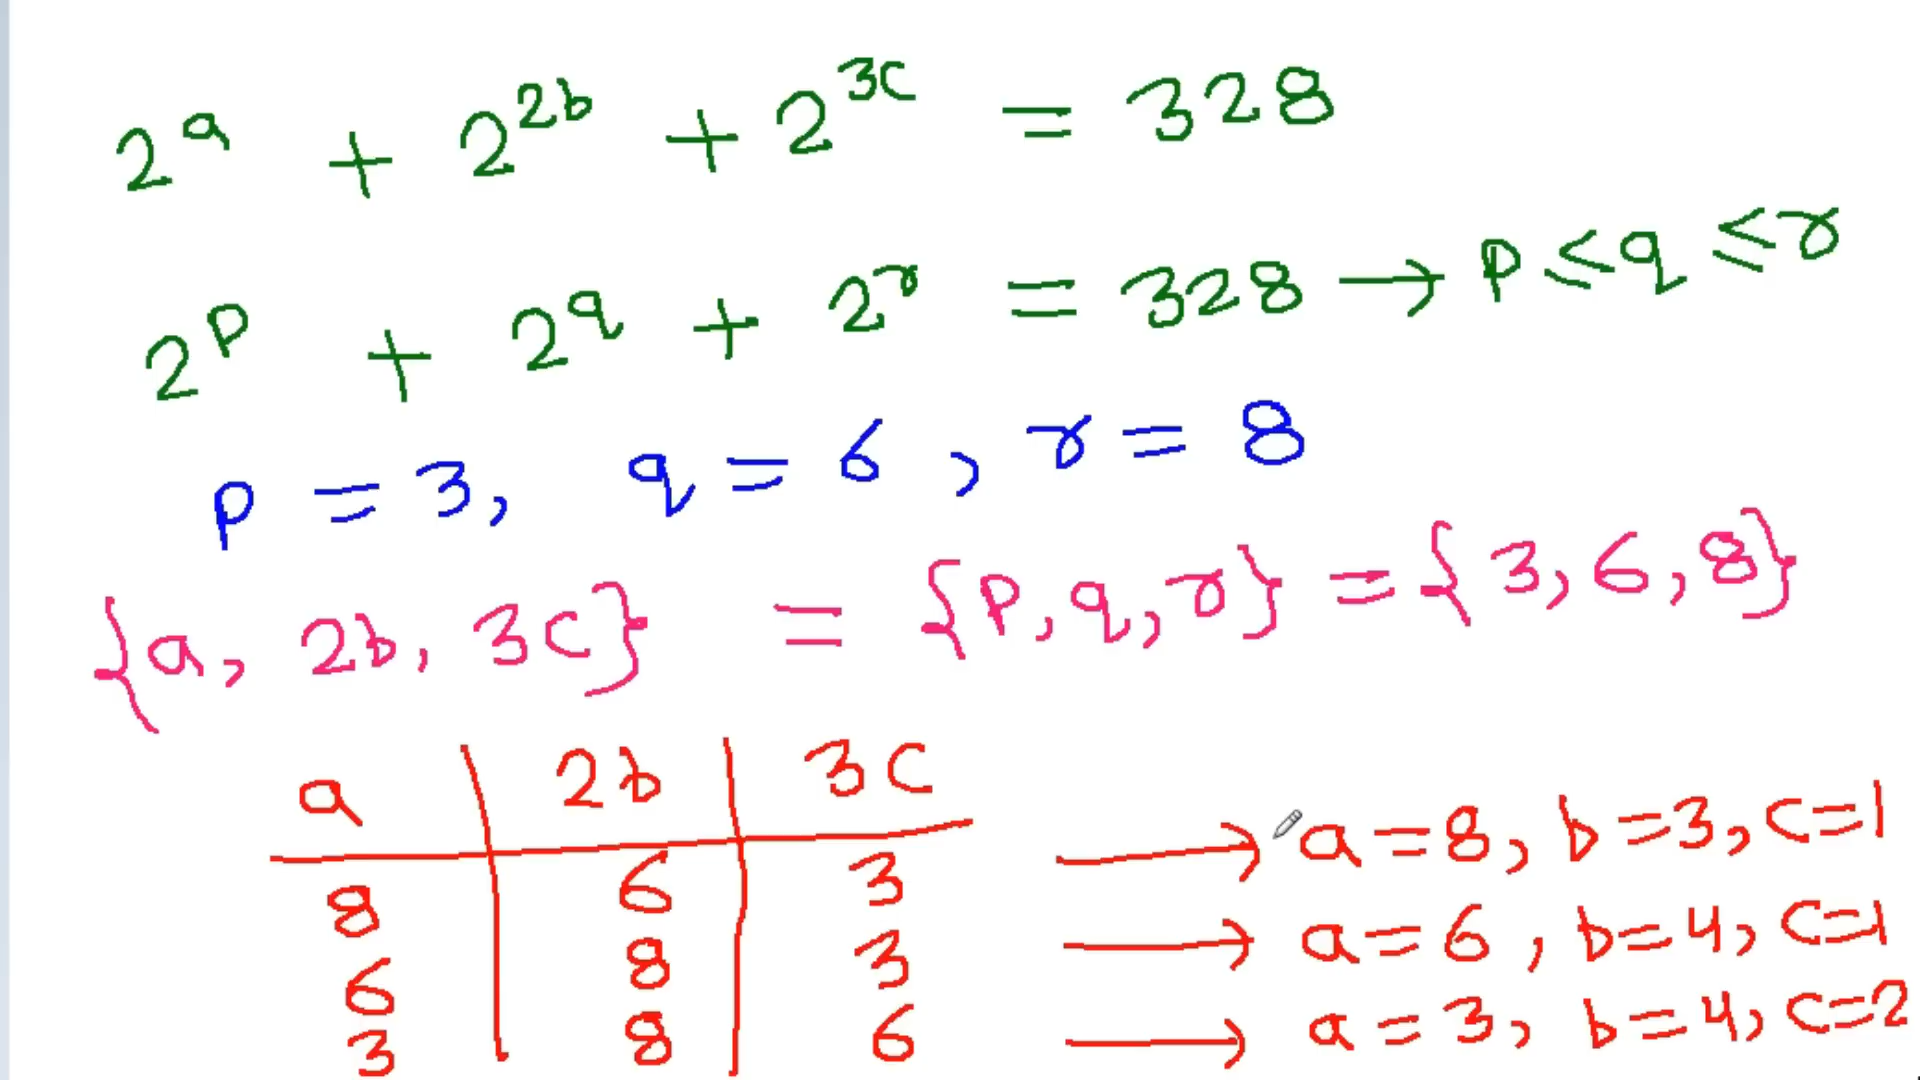 2^a + 2^{2b} + 2^{3c} = 328
2^p + 2^q + 2^r = 328 → p ≤ q ≤ r
p = 3, q = 6, r = 8
{a, 2b, 3c} = {p, q, r} = {3, 6, 8}
a | 2b | 3c
8 | 6 | 3 → a = 8, b = 3, c = 1
6 | 8 | 3 → a = 6, b = 4, c = 1
3 | 8 | 6 → a = 3, b = 4, c = 2